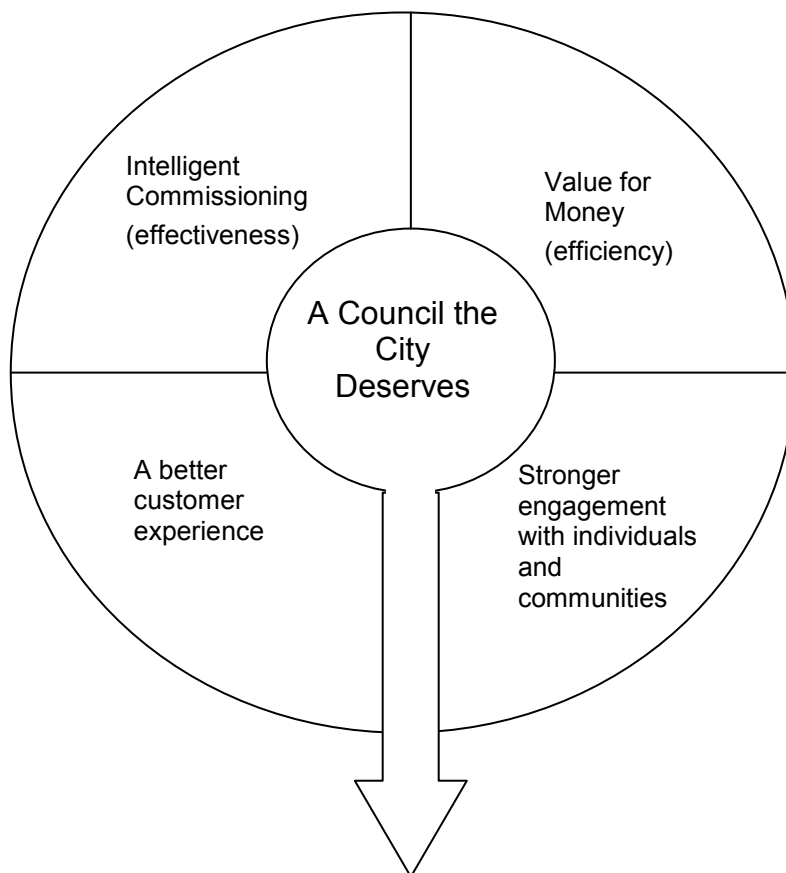 Intelligent
Commissioning
(effectiveness)
Value for
Money
(efficiency)
A Council the
City
Deserves
A better
customer
experience
Stronger
engagement
with individuals
and
communities